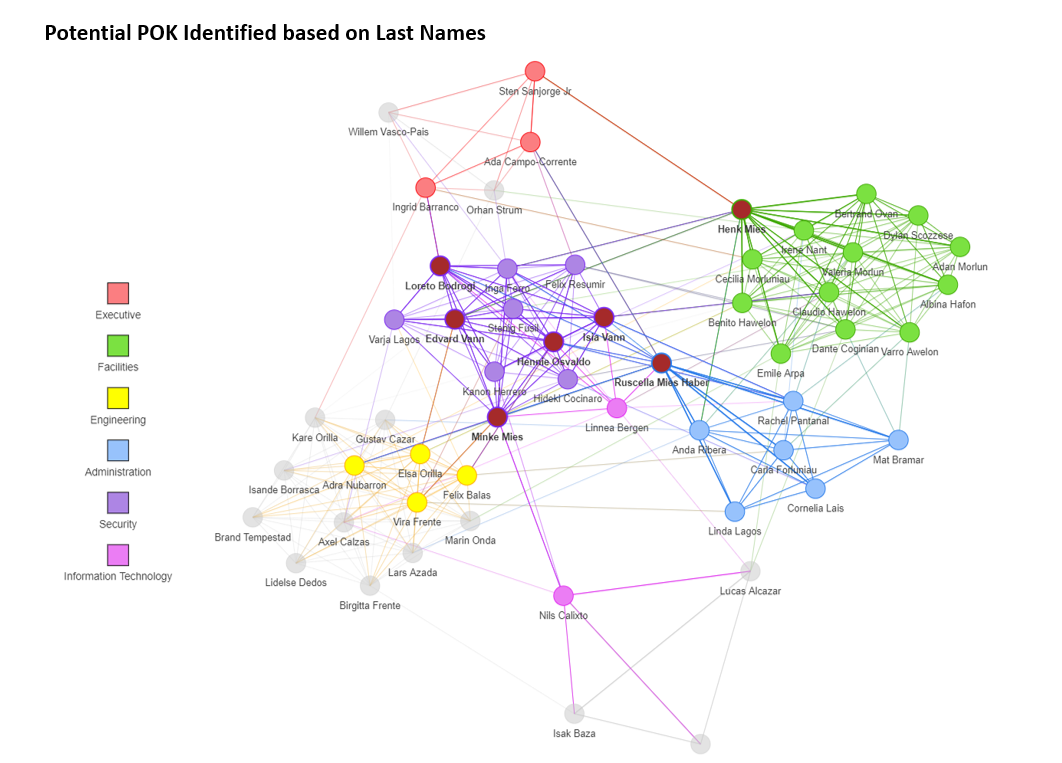 Potential POK Identified based on Last Names
Sten Sanjorge Jr
Willem Vasco-Pais
Ada Campo-Corrente
Ingrid Barranco
Orhan Strum
Henk Mies
Bertrand Ovan
Dylan Scozzese
Irene Nant
Adan Morlun
Valeria Morlun
Cecilia Morluniau
Loreto Bodrogi
Inga Ferro
Felix Resumir
Albina Hafon
Claudio Hawelon
Benito Hawelon
Stenig Fusil
Varja Lagos
Edvard Vann
Isia Vann
Dante Coginian
Varro Awelon
Hennie Osvaldo
Emile Arpa
Ruscella Mies Haber
Kanon Herrero
Hideki Cocinaro
Rachel Pantanal
Linnea Bergen
Minke Mies
Kare Orilla
Gustav Cazar
Anda Ribera
Mat Bramar
Carla Forluniau
Elsa Orilla
Adra Nubarron
Isande Borrasca
Felix Balas
Cornelia Lais
Vira Frente
Linda Lagos
Brand Tempestad
Axel Calzas
Marin Onda
Lars Azada
Lidelse Dedos
Birgitta Frente
Lucas Alcazar
Nils Calixto
Isak Baza
Executive
Facilities
Engineering
Administration
Security
Information Technology